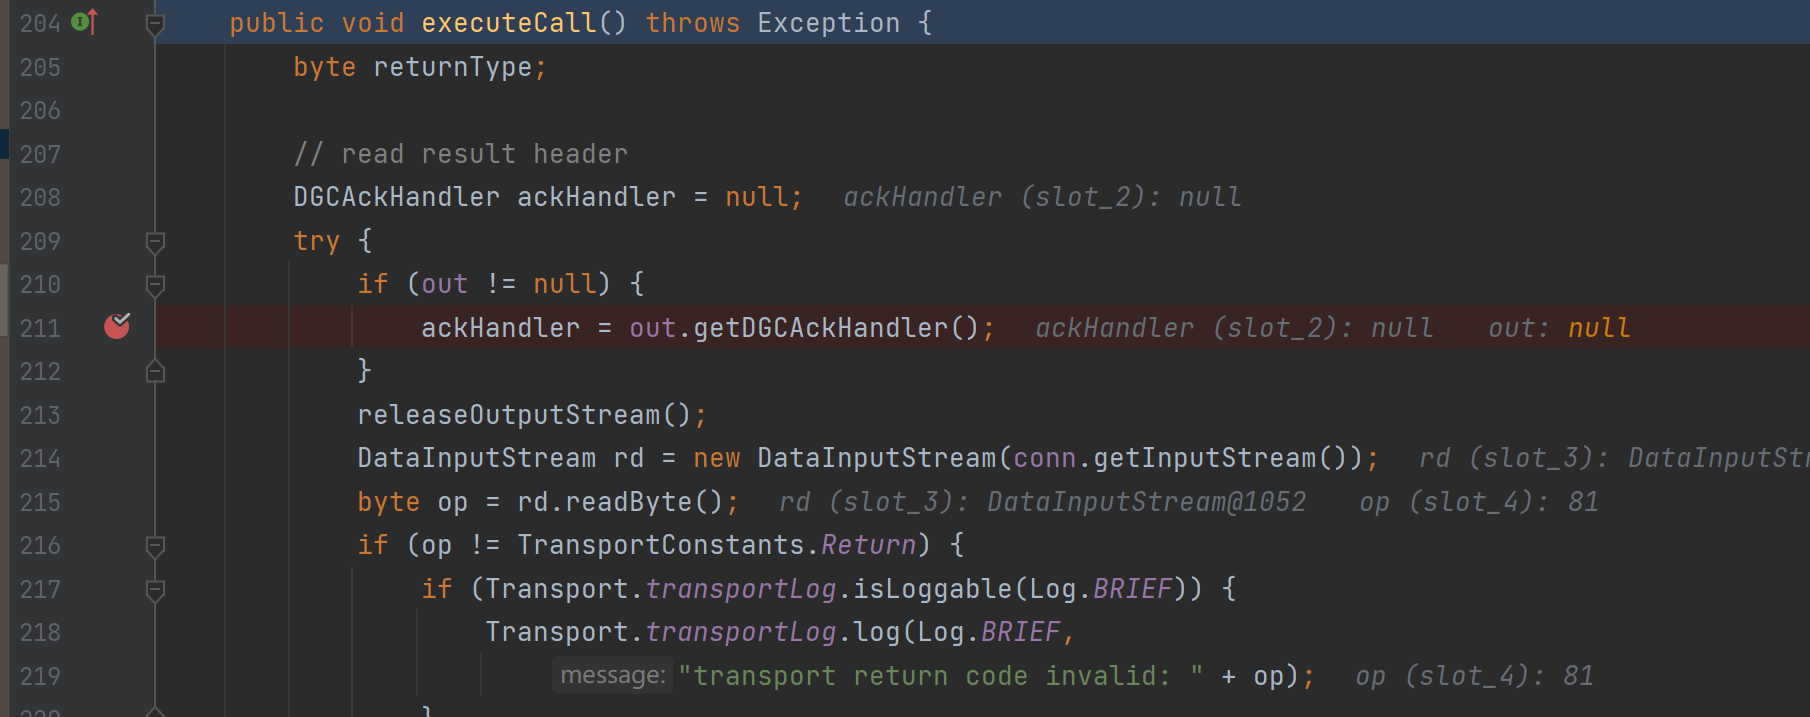 204 public void executeCall() throws Exception {
205 byte returnType;
206
207 // read result header
208 DGCAckHandler ackHandler = null; ackHandler (slot_2): null
209 try {
210 if (out != null) {
211 ackHandler = out.getDGCAckHandler(); ackHandler (slot_2): null out: null
212 }
213 releaseOutputStream();
214 DataInputStream rd = new DataInputStream(conn.getInputStream()); rd (slot_3): DataInputStr
215 byte op = rd.readByte(); rd (slot_3): DataInputStream@1052 op (slot_4): 81
216 if (op != TransportConstants.Return) {
217 if (Transport.transportLog.isLoggable(Log.BRIEF)) {
218 Transport.transportLog.log(Log.BRIEF,
219 message: "transport return code invalid: " + op); op (slot_4): 81
220 }